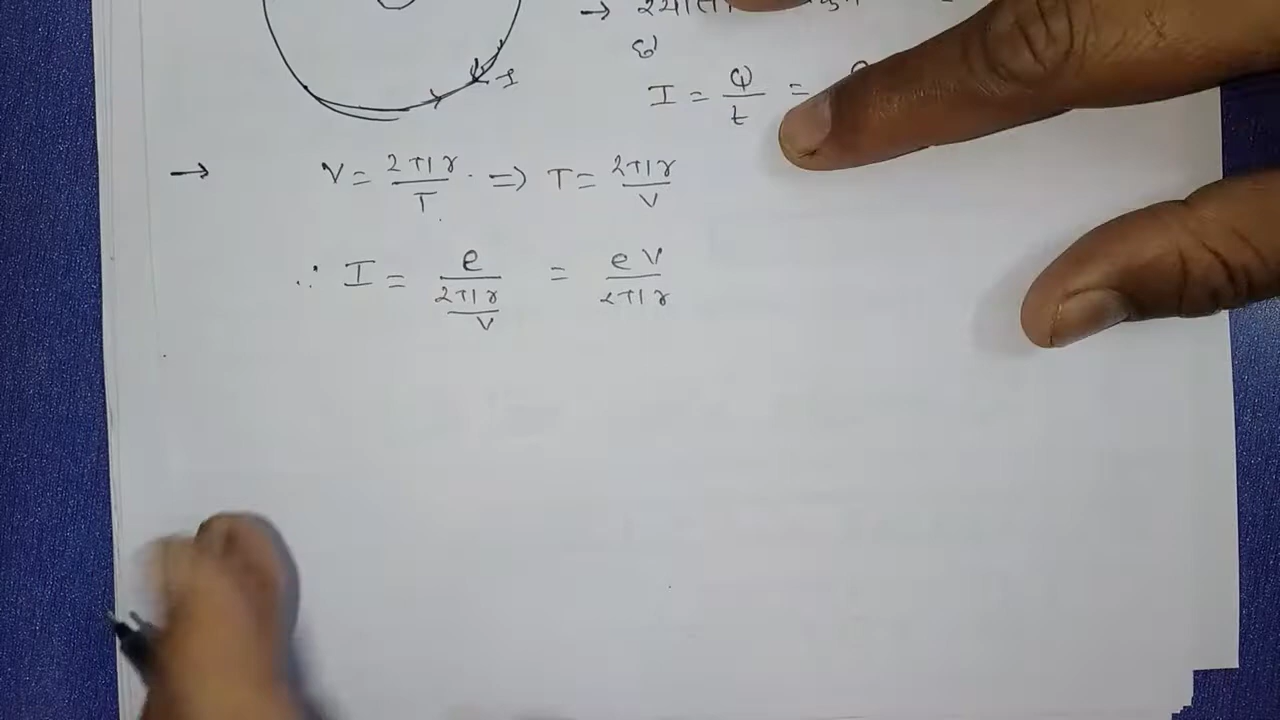 →
છે
I
I = Q/t =
→ V = 2πr/T . => T = 2πr/V
∴ I = e/(2πr/V) = eV/2πr